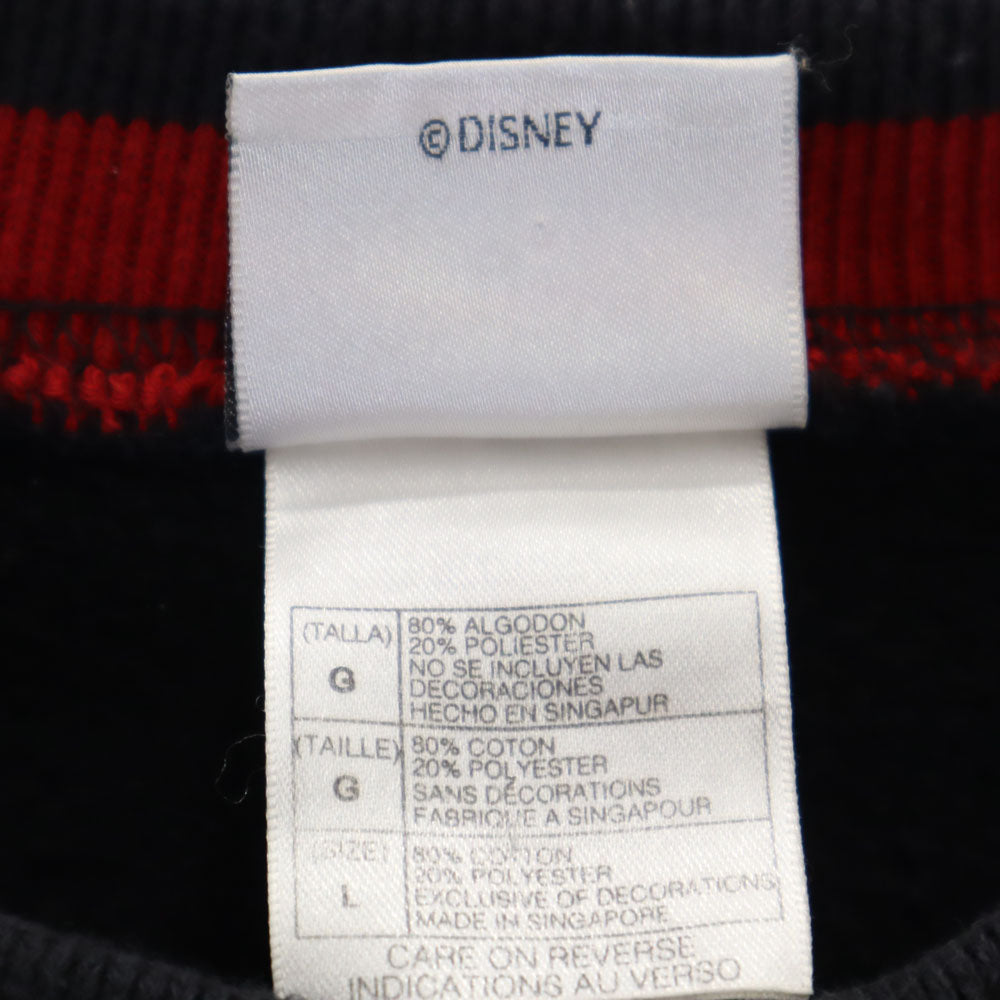 ©DISNEY
(TALLA)
G
80% ALGODON
20% POLIESTER
NO SE INCLUYEN LAS
DECORACIONES
HECHO EN SINGAPUR
(TAILLE)
G
80% COTON
20% POLYESTER
SANS DÉCORATIONS
FABRIQUE A SINGAPOUR
(SIZE)
L
80% COTTON
20% POLYESTER
EXCLUSIVE OF DECORATIONS
MADE IN SINGAPORE
CARE ON REVERSE
INDICATIONS AU VERSO